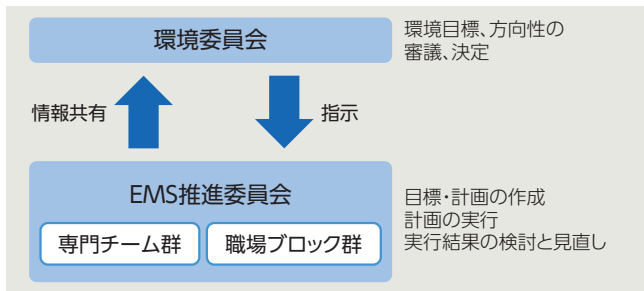 環境委員会
環境目標、方向性の
審議、決定
情報共有
指示
EMS推進委員会
専門チーム群
職場ブロック群
目標・計画の作成
計画の実行
実行結果の検討と見直し